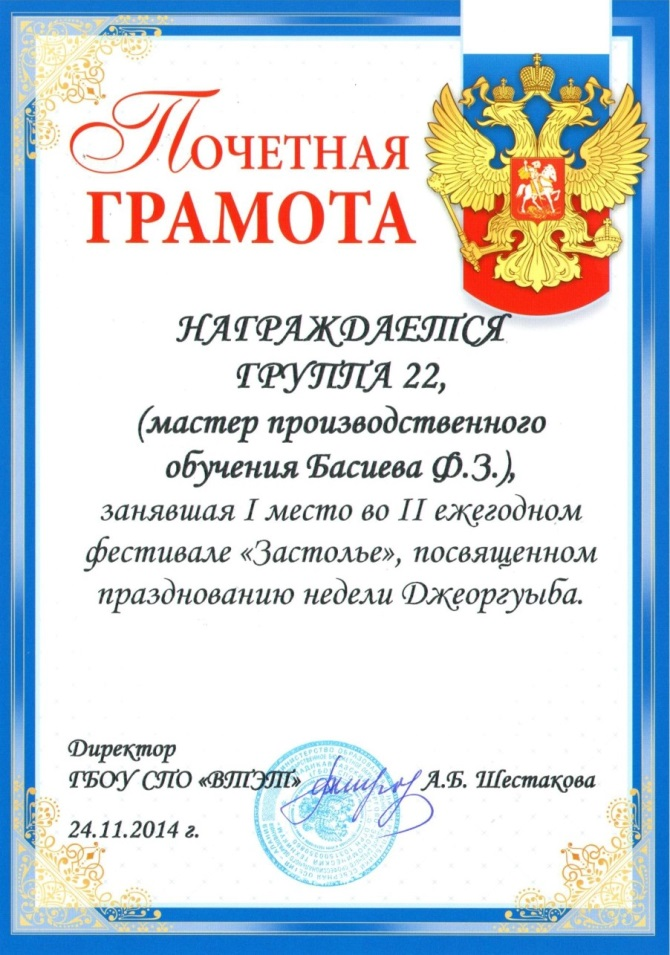 ПОЧЕТНАЯ
ГРАМОТА
НАГРАЖДАЕТСЯ
ГРУППА 22,
(мастер производственного
обучения Басиева Ф.З.),
занявшая I место во II ежегодном
фестивале «Застолье», посвященном
празднованию недели Джеоргуыба.
Директор
ГБОУ СПО «ВТЭТ» А.Б. Шестакова
24.11.2014 г.